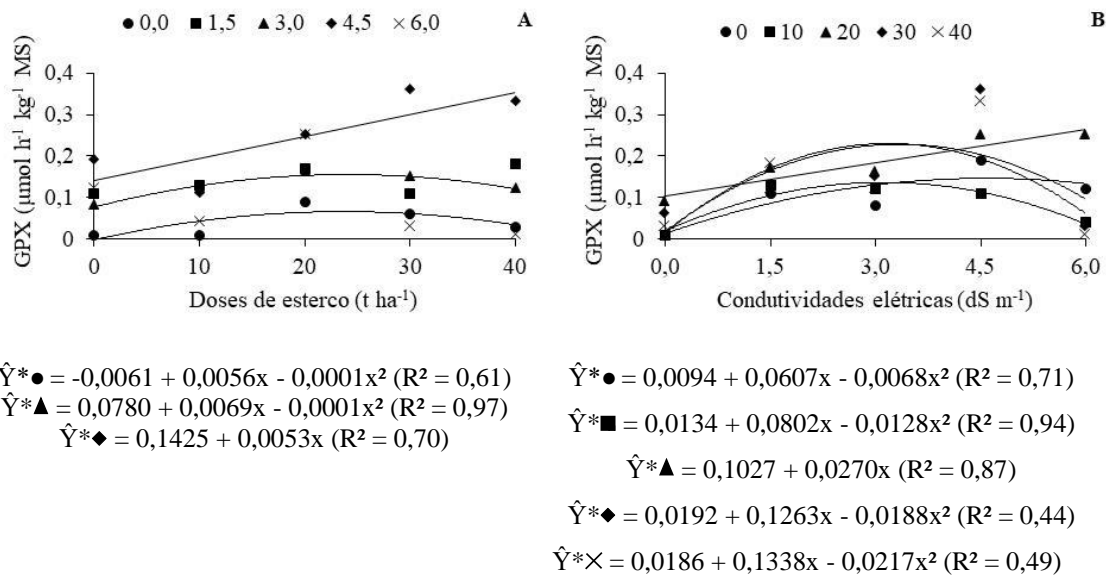 ● 0,0 ■ 1,5 ▲ 3,0 ◆ 4,5 × 6,0
A
GPX (µmol h⁻¹ kg⁻¹ MS)
0,4
0,3
0,2
0,1
0
0 10 20 30 40
Doses de esterco (t ha⁻¹)
● 0 ■ 10 ▲ 20 ◆ 30 × 40
B
GPX (µmol h⁻¹ kg⁻¹ MS)
0,4
0,3
0,2
0,1
0
0,0 1,5 3,0 4,5 6,0
Condutividades elétricas (dS m⁻¹)
Ŷ*● = -0,0061 + 0,0056x - 0,0001x² (R² = 0,61)
Ŷ*▲ = 0,0780 + 0,0069x - 0,0001x² (R² = 0,97)
Ŷ*◆ = 0,1425 + 0,0053x (R² = 0,70)
Ŷ*● = 0,0094 + 0,0607x - 0,0068x² (R² = 0,71)
Ŷ*■ = 0,0134 + 0,0802x - 0,0128x² (R² = 0,94)
Ŷ*▲ = 0,1027 + 0,0270x (R² = 0,87)
Ŷ*◆ = 0,0192 + 0,1263x - 0,0188x² (R² = 0,44)
Ŷ*× = 0,0186 + 0,1338x - 0,0217x² (R² = 0,49)